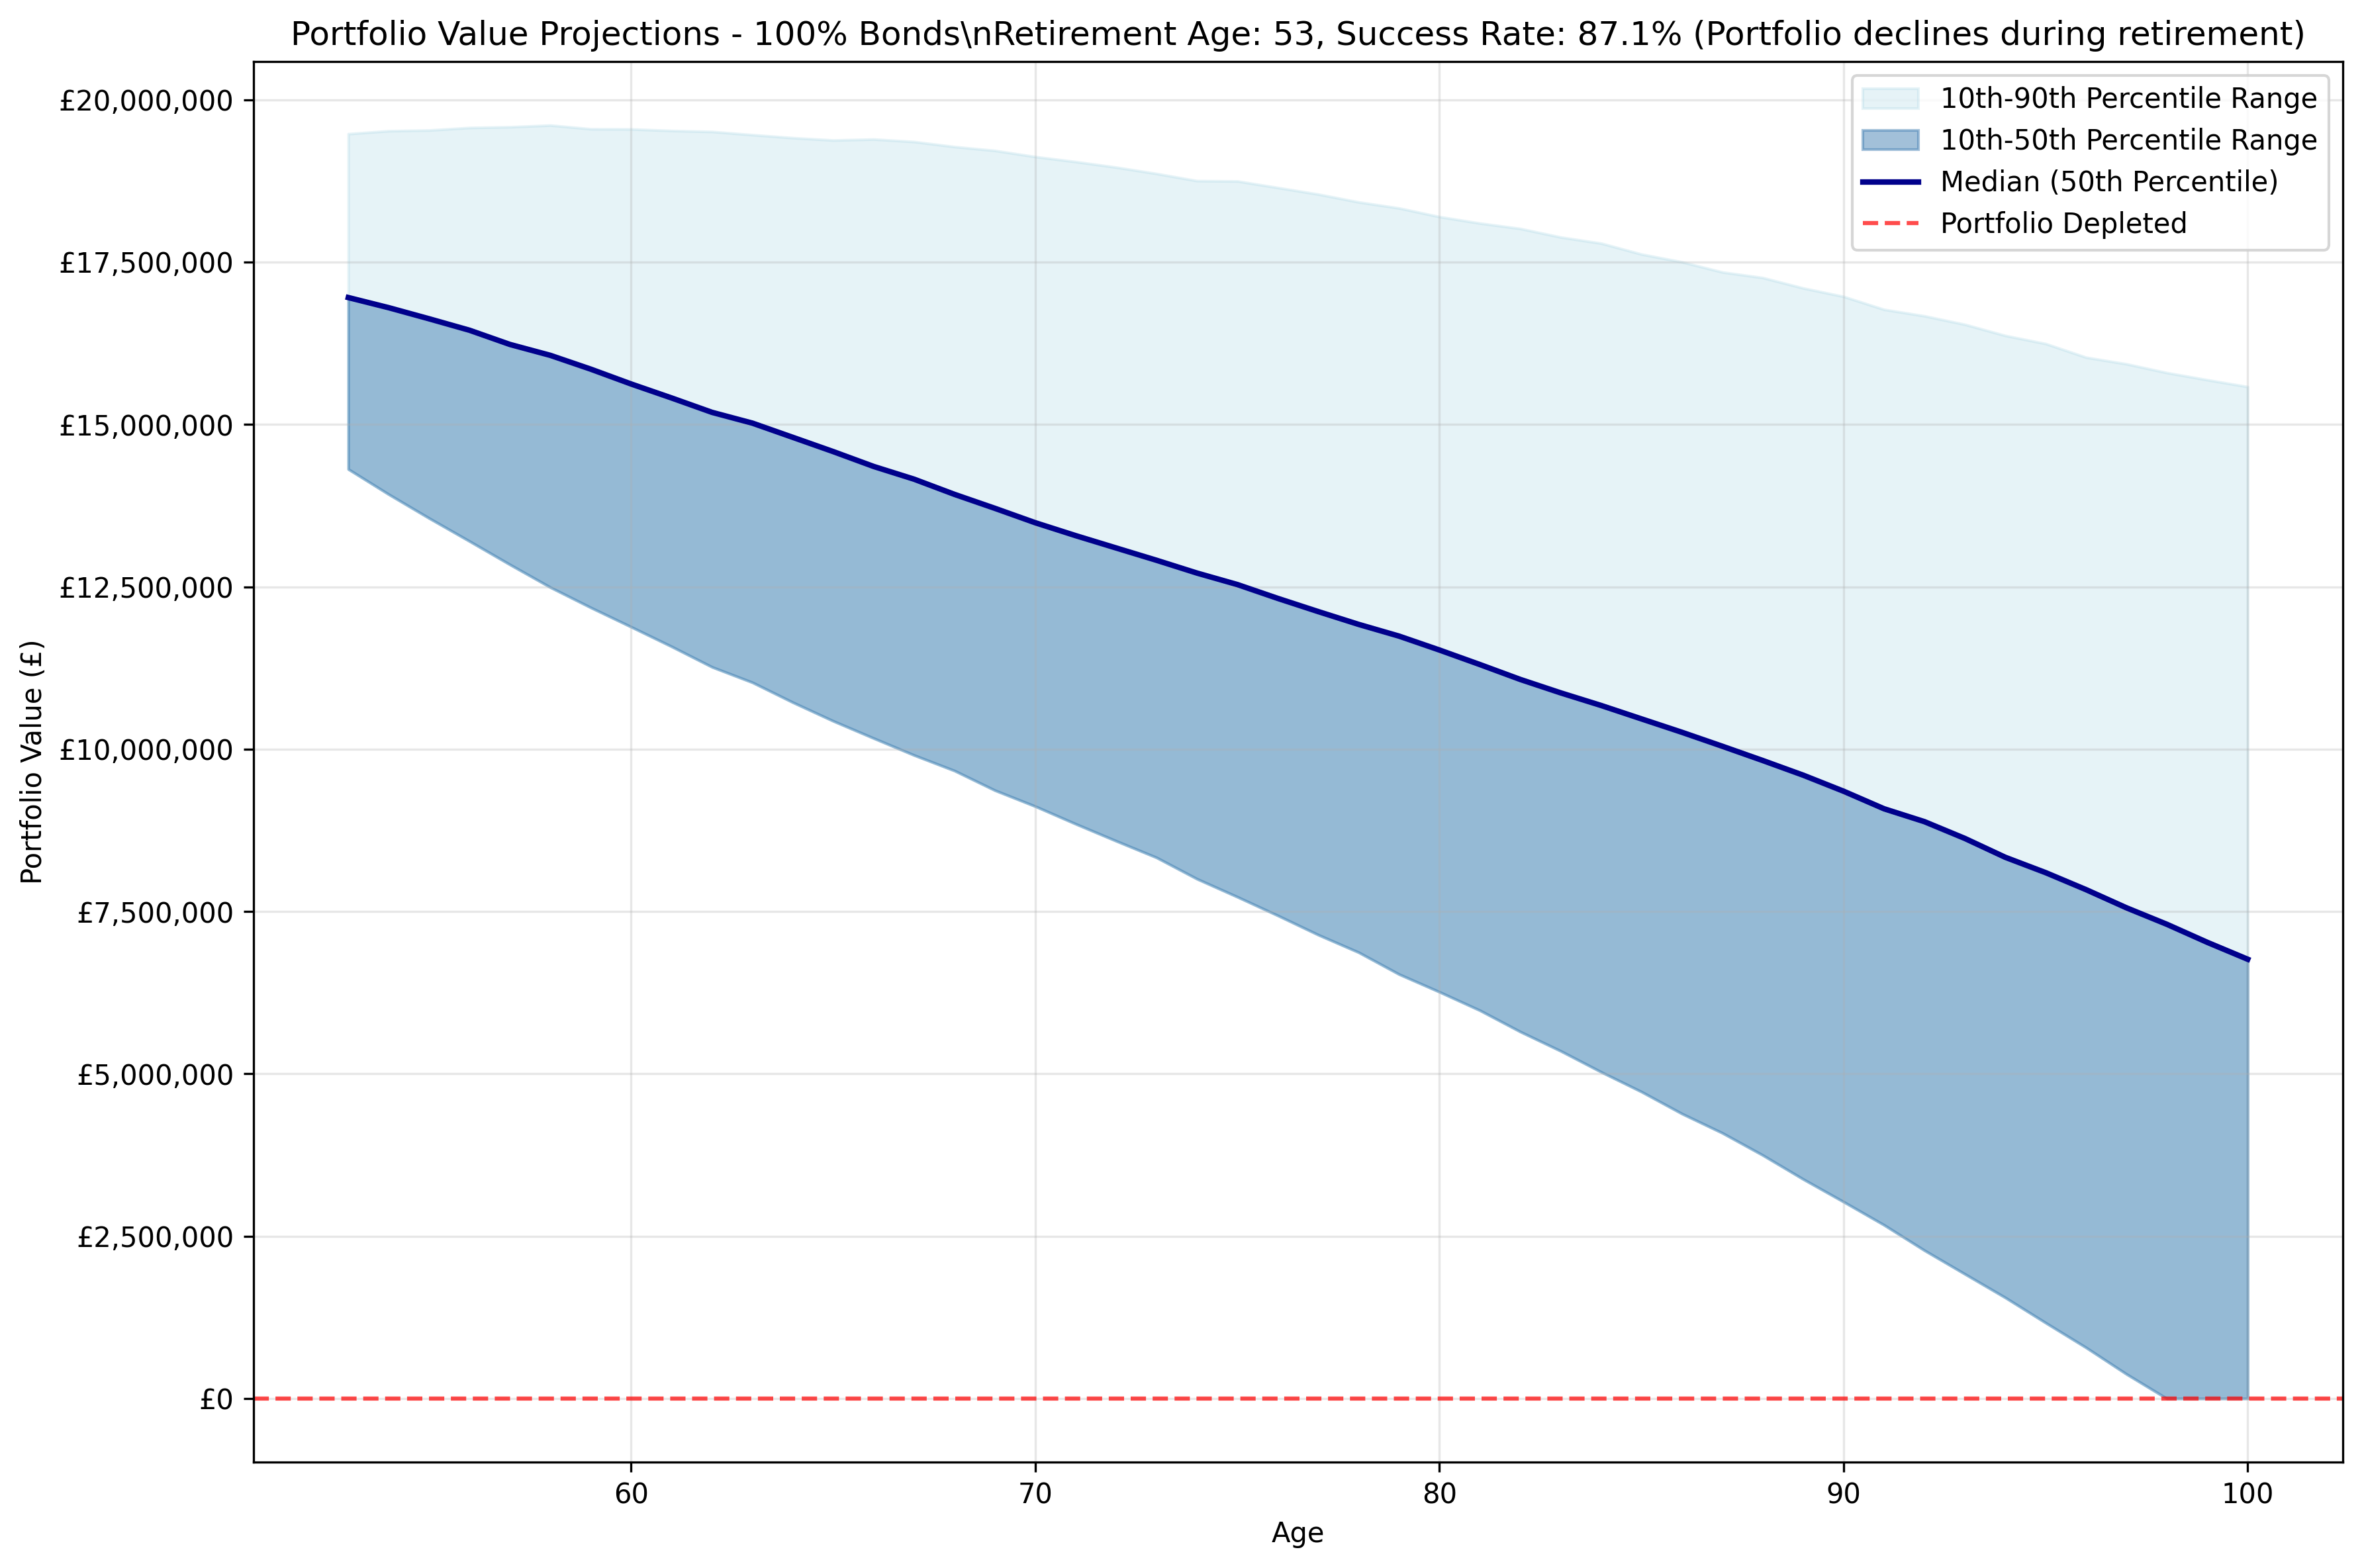 Portfolio Value Projections - 100% Bonds\nRetirement Age: 53, Success Rate: 87.1% (Portfolio declines during retirement)
10th-90th Percentile Range
10th-50th Percentile Range
Median (50th Percentile)
Portfolio Depleted
Portfolio Value (£)
£20,000,000
£17,500,000
£15,000,000
£12,500,000
£10,000,000
£7,500,000
£5,000,000
£2,500,000
£0
60
70
80
90
100
Age